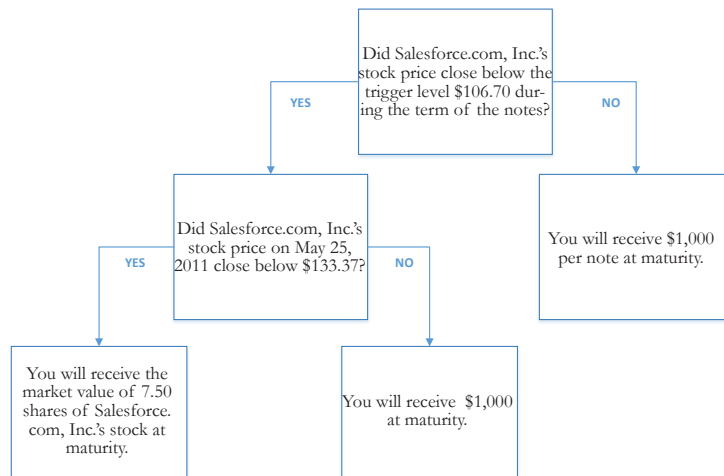 Did Salesforce.com, Inc.'s
stock price close below the
trigger level $106.70 dur-
ing the term of the notes?
YES
NO
Did Salesforce.com, Inc.'s
stock price on May 25,
2011 close below $133.37?
You will receive $1,000
per note at maturity.
YES
NO
You will receive the
market value of 7.50
shares of Salesforce.
com, Inc.'s stock at
maturity.
You will receive $1,000
at maturity.